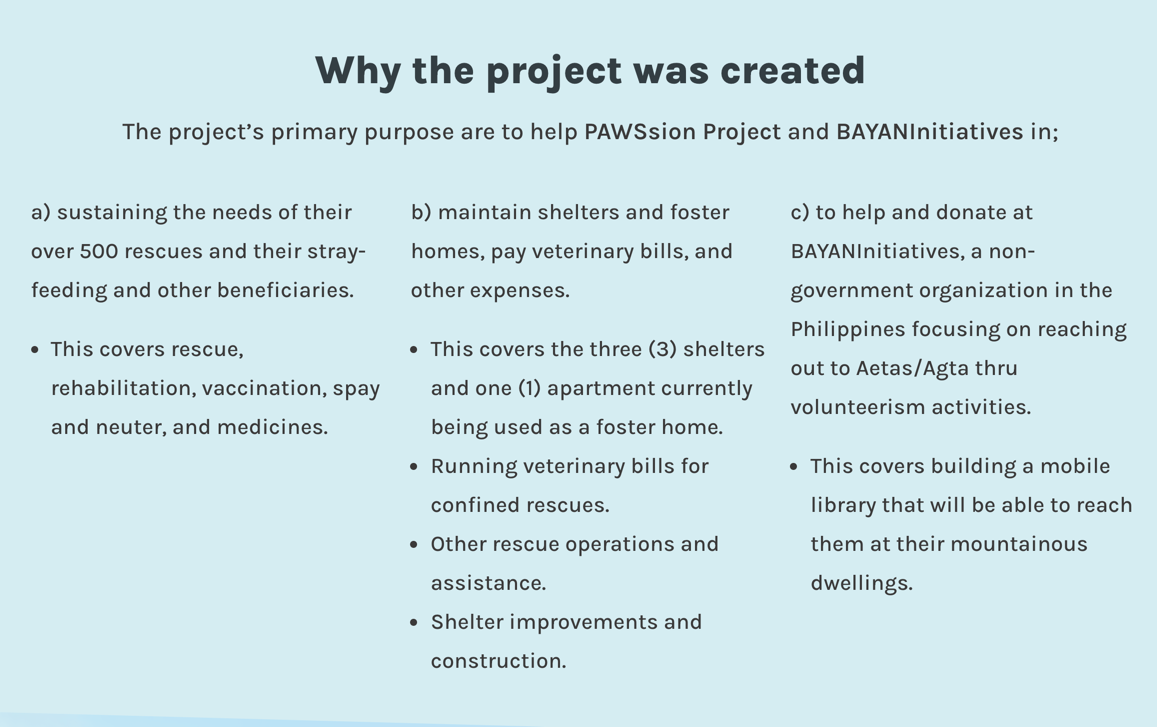 Why the project was created
The project’s primary purpose are to help PAWSsion Project and BAYANInitiatives in;
a) sustaining the needs of their
over 500 rescues and their stray-
feeding and other beneficiaries.
• This covers rescue,
rehabilitation, vaccination, spay
and neuter, and medicines.
b) maintain shelters and foster
homes, pay veterinary bills, and
other expenses.
• This covers the three (3) shelters
and one (1) apartment currently
being used as a foster home.
• Running veterinary bills for
confined rescues.
• Other rescue operations and
assistance.
• Shelter improvements and
construction.
c) to help and donate at
BAYANInitiatives, a non-
government organization in the
Philippines focusing on reaching
out to Aetas/Agta thru
volunteerism activities.
• This covers building a mobile
library that will be able to reach
them at their mountainous
dwellings.